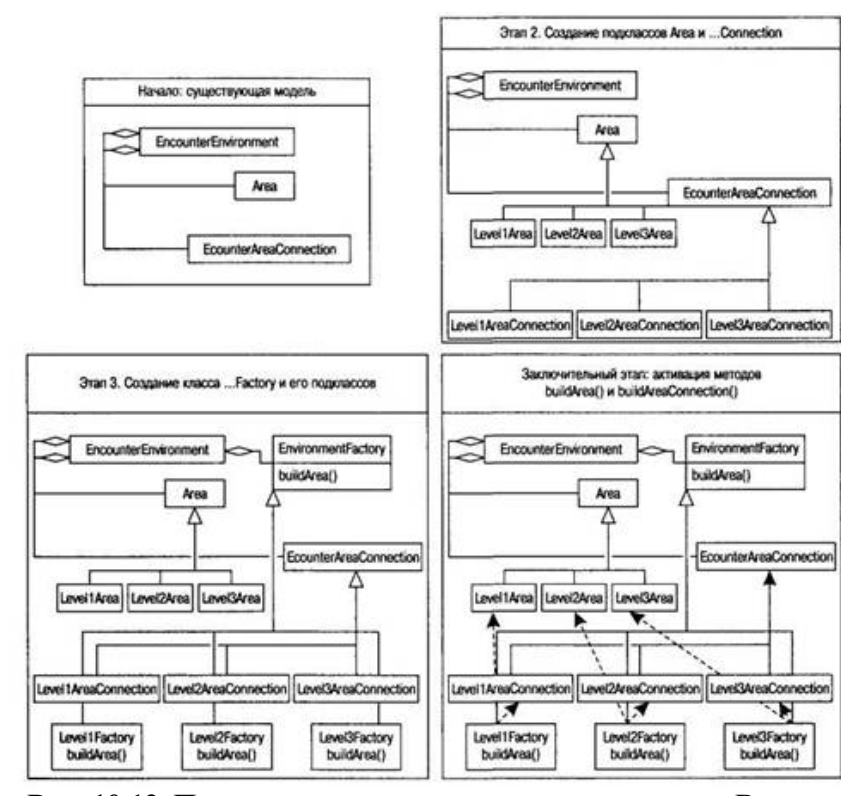 Начало: существующая модель
EncounterEnvironment
Area
EcounterAreaConnection
Этап 2. Создание подклассов Area и ...Connection
EncounterEnvironment
Area
EcounterAreaConnection
Level1Area Level2Area Level3Area
Level1AreaConnection Level2AreaConnection Level3AreaConnection
Этап 3. Создание класса ...Factory и его подклассов
EncounterEnvironment
EnvironmentFactory
buildArea()
Area
EcounterAreaConnection
Level1Area Level2Area Level3Area
Level1AreaConnection Level2AreaConnection Level3AreaConnection
Level1Factory Level2Factory Level3Factory
buildArea() buildArea() buildArea()
Заключительный этап: активация методов
buildArea() и buildAreaConnection()
EncounterEnvironment
EnvironmentFactory
buildArea()
Area
EcounterAreaConnection
Level1Area Level2Area Level3Area
Level1AreaConnection Level2AreaConnection Level3AreaConnection
Level1Factory Level2Factory Level3Factory
buildArea() buildArea() buildArea()